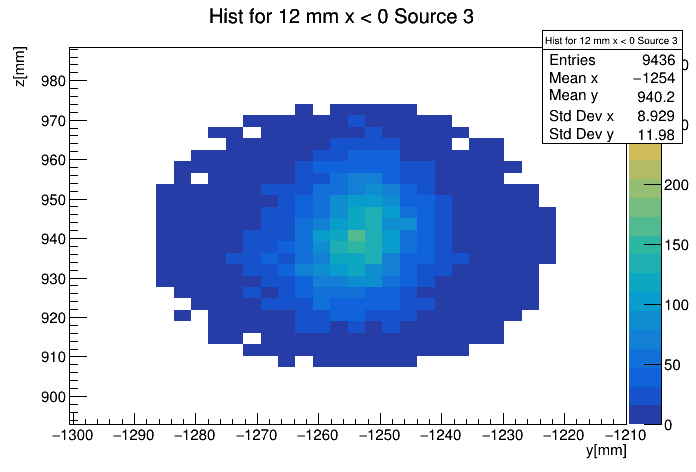 Hist for 12 mm x < 0 Source 3
z[mm]
Hist for 12 mm x < 0 Source 3
Entries 9436
Mean x −1254
Mean y 940.2
Std Dev x 8.929
Std Dev y 11.98
980
970
960
950
940
930
920
910
900
0
0
200
150
100
50
0
−1300 −1290 −1280 −1270 −1260 −1250 −1240 −1230 −1220 −1210
y[mm]